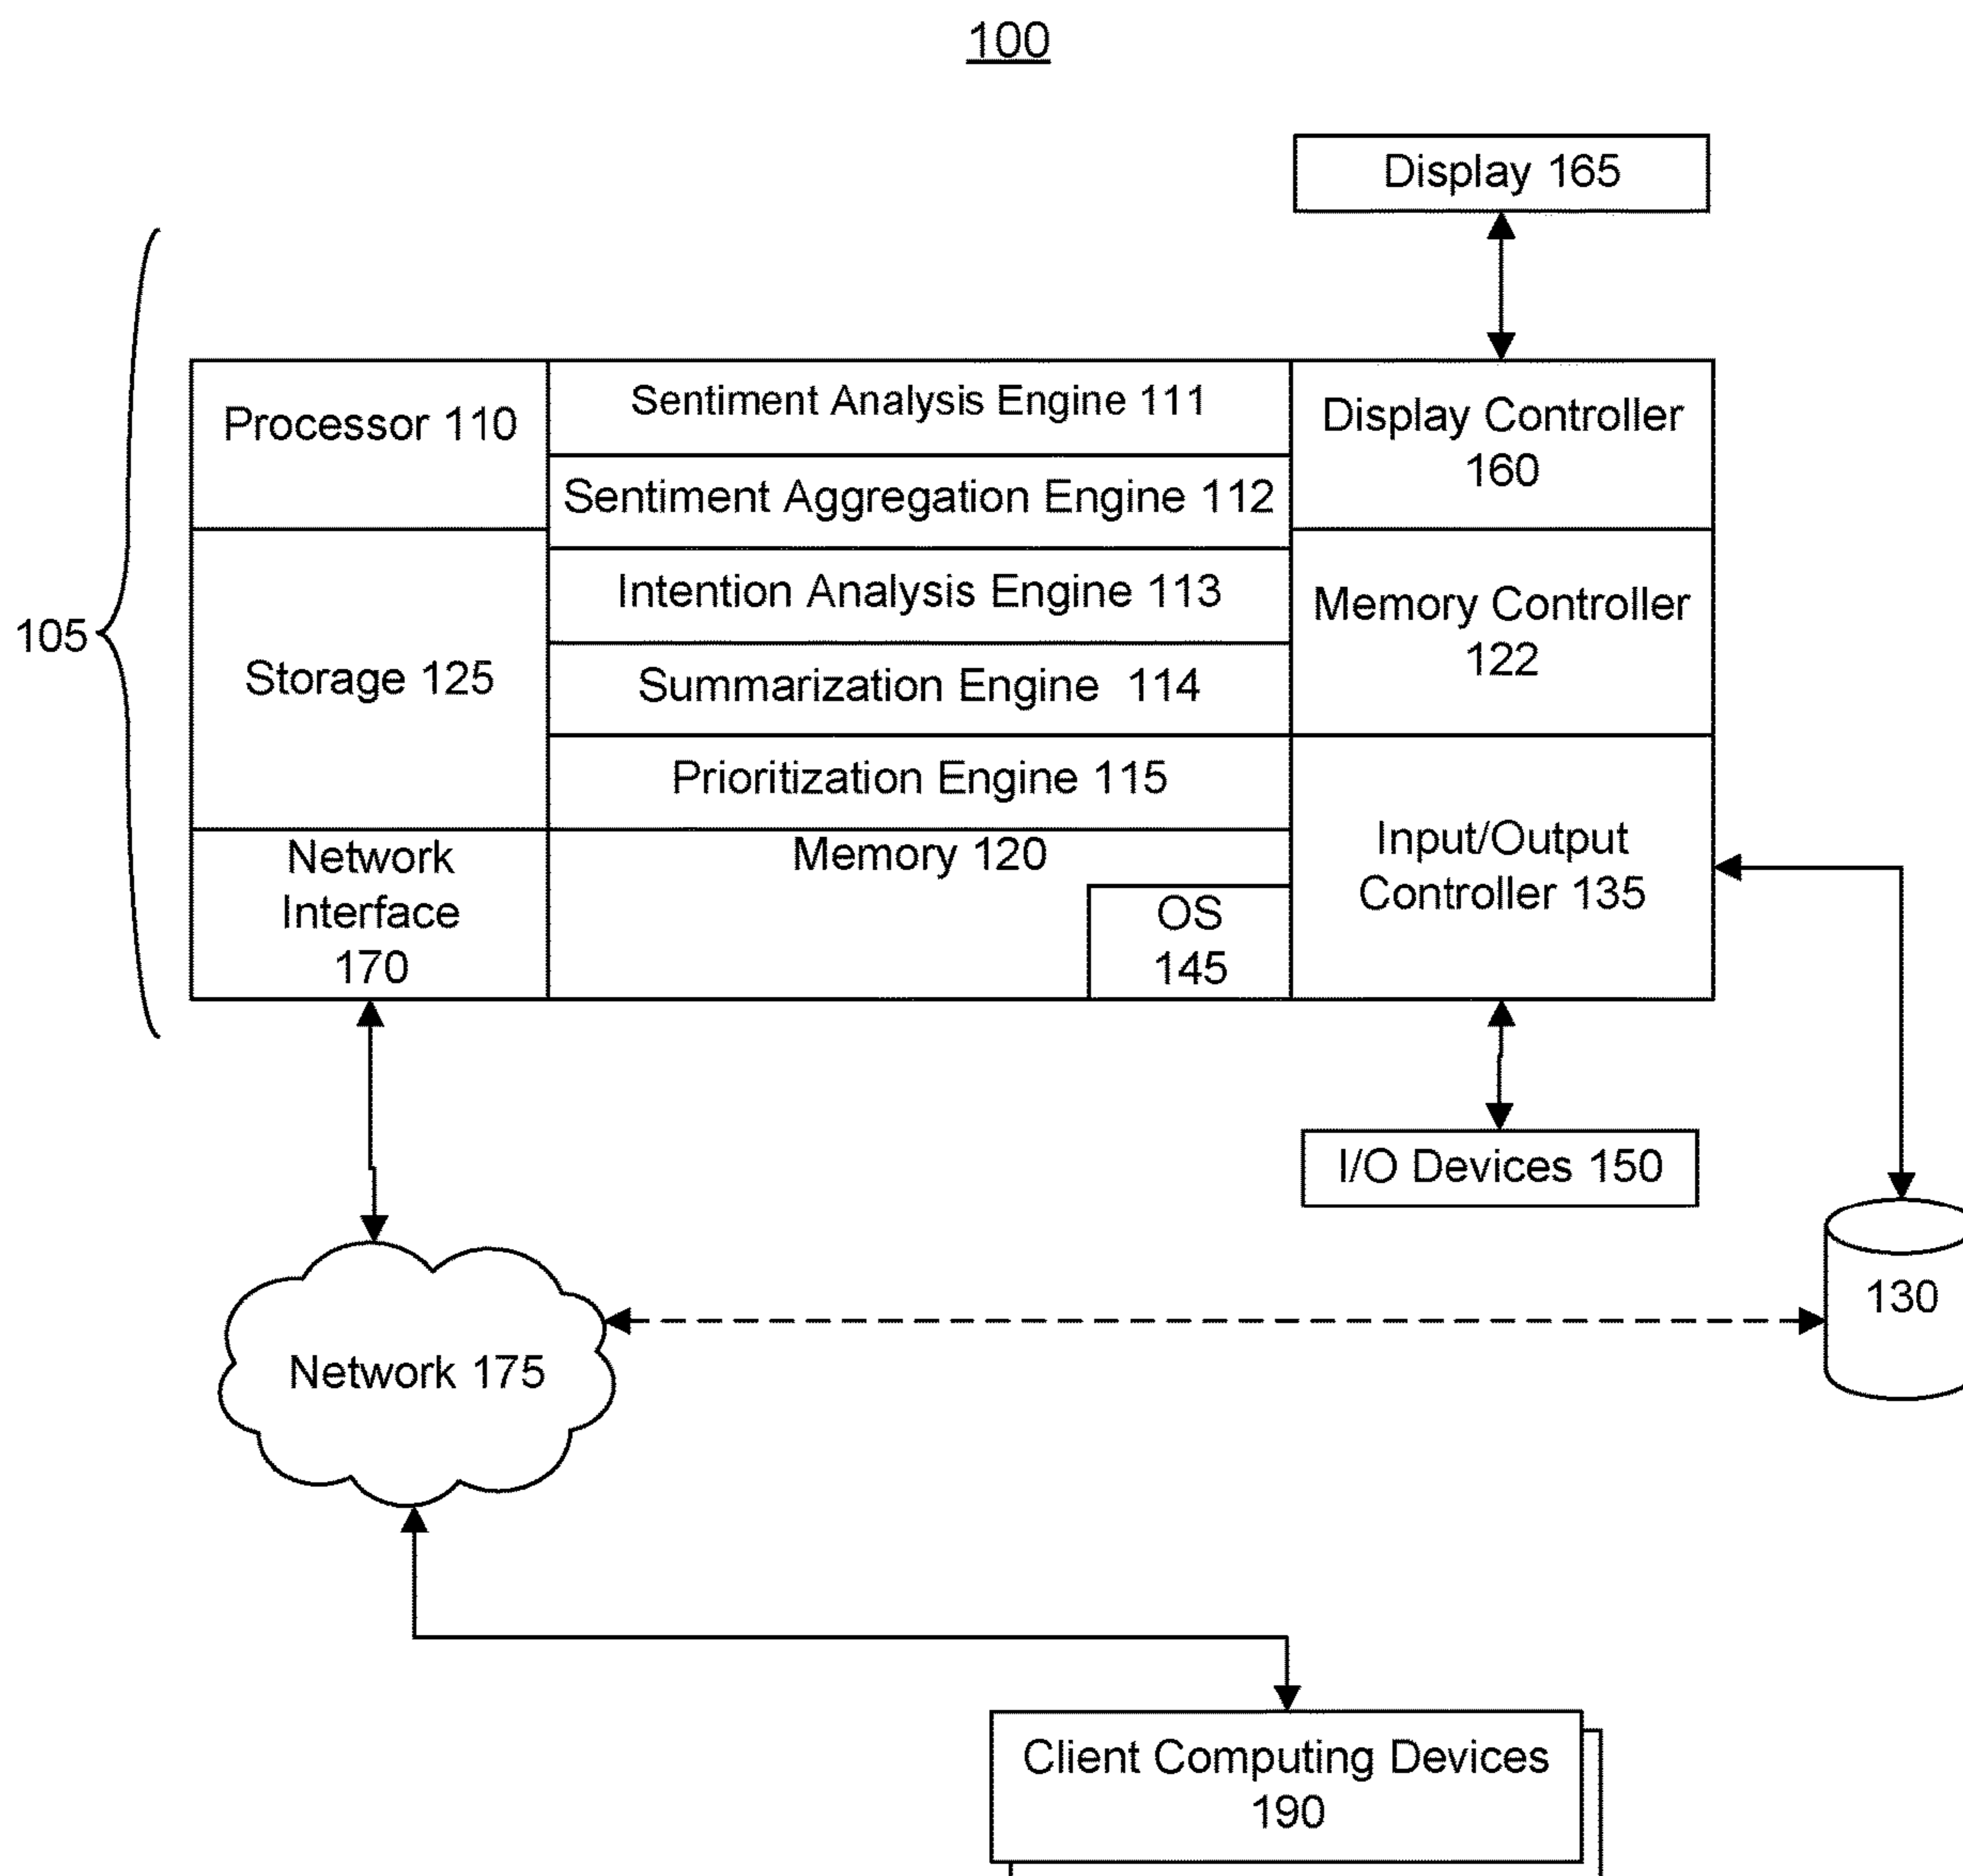 100
Display 165
105
Processor 110
Storage 125
Network
Interface
170
Sentiment Analysis Engine 111
Sentiment Aggregation Engine 112
Intention Analysis Engine 113
Summarization Engine 114
Prioritization Engine 115
Memory 120
OS
145
Display Controller
160
Memory Controller
122
Input/Output
Controller 135
I/O Devices 150
130
Network 175
Client Computing Devices
190